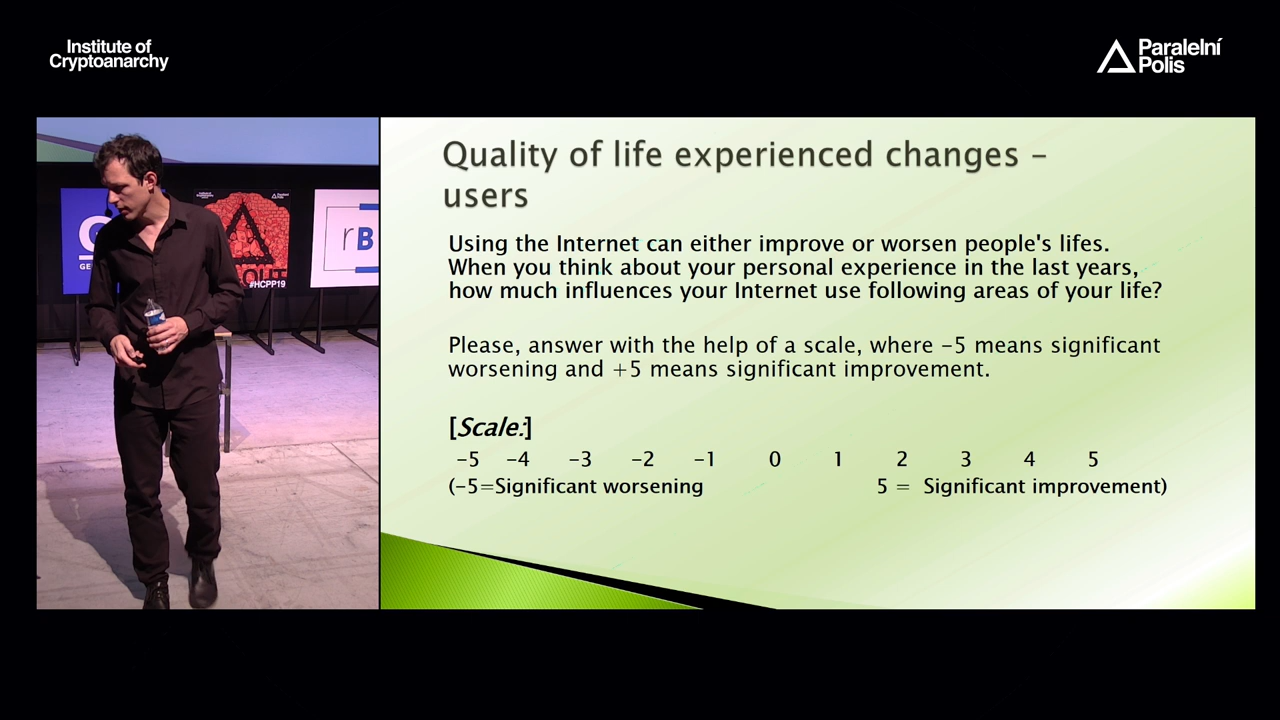 Institute of
Cryptoanarchy
Paralelní
Polis
G
GE
#HCPP19
rB
Quality of life experienced changes –
users
Using the Internet can either improve or worsen people's lifes.
When you think about your personal experience in the last years,
how much influences your Internet use following areas of your life?
Please, answer with the help of a scale, where -5 means significant
worsening and +5 means significant improvement.
[Scale:]
-5 -4 -3 -2 -1 0 1 2 3 4 5
(-5=Significant worsening 5 = Significant improvement)